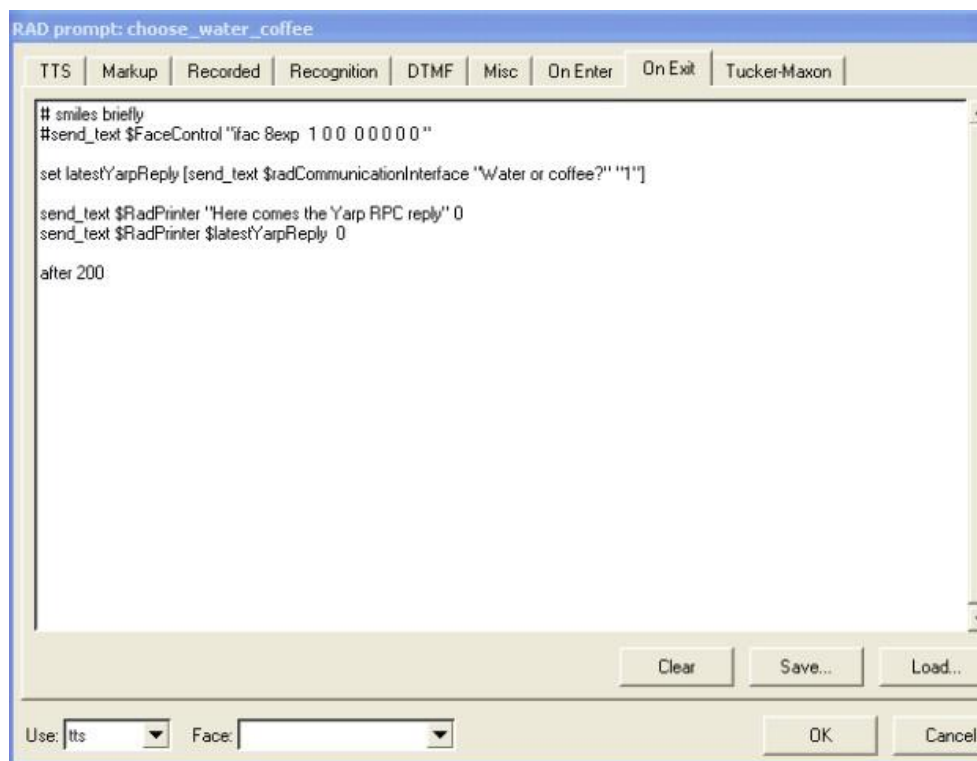 RAD prompt: choose_water_coffee
TTS Markup Recorded Recognition DTMF Misc On Enter On Exit Tucker-Maxon
# smiles briefly
#send_text $FaceControl "ifac 8exp 1 0 0 0 0 0 0 0 "
set latestYarpReply [send_text $radCommunicationInterface "Water or coffee?" "1"]
send_text $RadPrinter "Here comes the Yarp RPC reply" 0
send_text $RadPrinter $latestYarpReply 0
after 200
Clear Save... Load...
Use: tts Face: OK Cancel